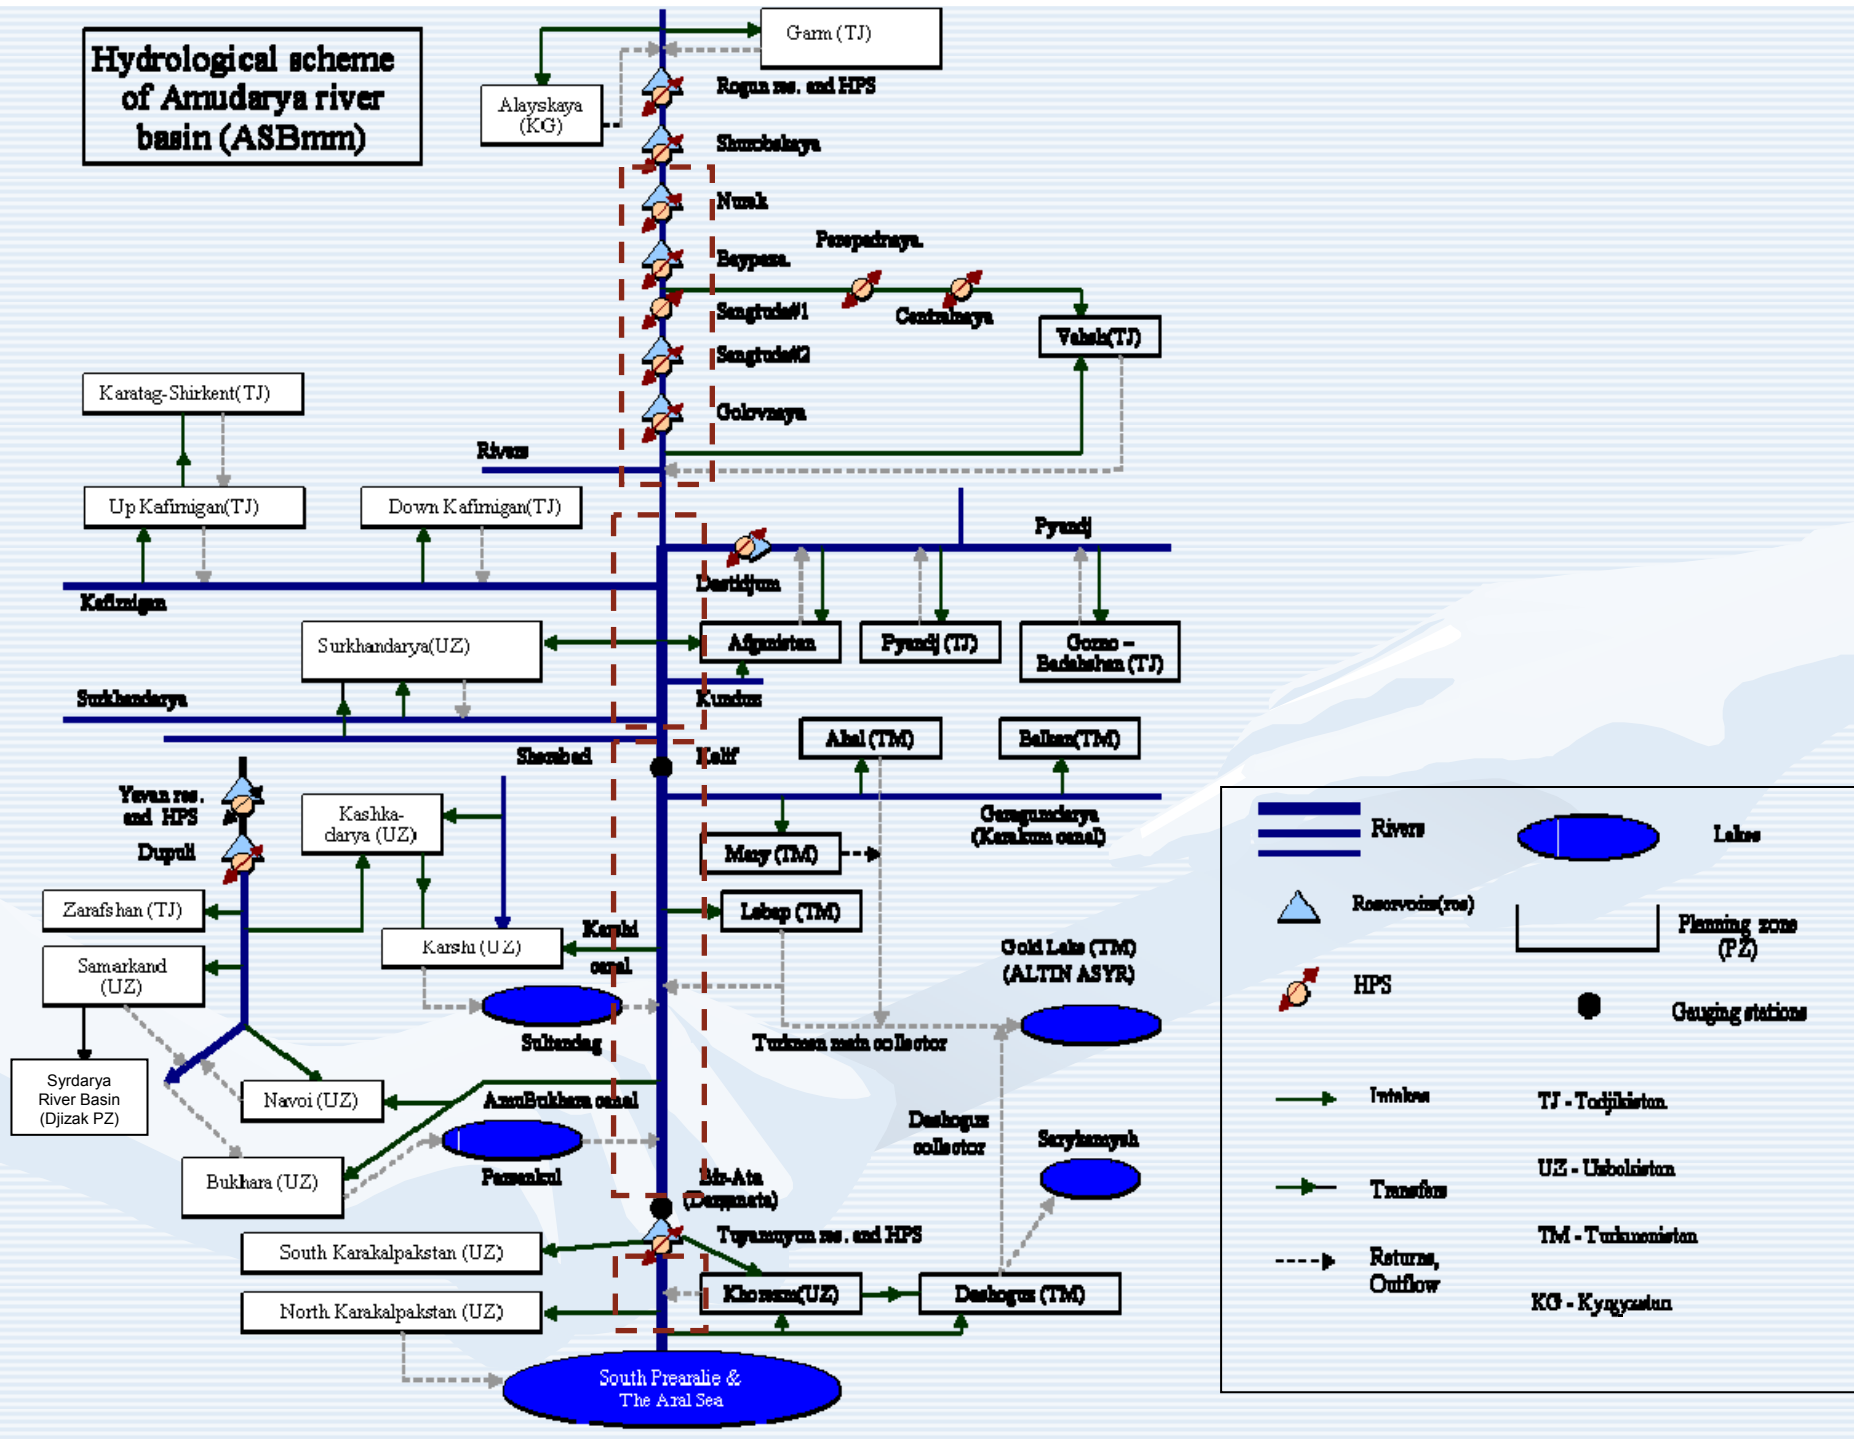 Hydrological scheme
of Amudarya river
basin (ASBmm)
Garm (TJ)
Alayskaya
(KG)
Rogun res. and HPS
Shurobskaya
Nurek
Baypaza
Perepadnaya
Sangtuda#1
Centralnaya
Vahsh(TJ)
Sangtuda#2
Golovnaya
Karatag-Shirkent(TJ)
Rivers
Up Kafirnigan(TJ)
Down Kafirnigan(TJ)
Pyandj
Dastidjum
Kafirnigan
Surkhandarya(UZ)
Afganistan
Pyandj (TJ)
Gorno –
Badahshan (TJ)
Surkhandarya
Kunduz
Sherabad
Kelif
Ahal (TM)
Balkan(TM)
Yavan res.
and HPS
Dupuli
Kashka-
darya (UZ)
Garagumdarya
(Karakum canal)
Mary (TM)
Zarafshan (TJ)
Lebap (TM)
Karshi (UZ)
Karshi
canal
Samarkand
(UZ)
Gold Lake (TM)
(ALTIN ASYR)
Sultandag
Turkmen main collector
Syrdarya
River Basin
(Djizak PZ)
Navoi (UZ)
AmuBukhara canal
Dashoguz
collector
Sarykamysh
Bukhara (UZ)
Parsankul
Bir-Ata
(Darganata)
Tuyamuyun res. and HPS
South Karakalpakstan (UZ)
Khorezm(UZ)
Dashoguz (TM)
North Karakalpakstan (UZ)
South Prearalie &
The Aral Sea
Rivers
Lakes
Reservoirs(res)
Planning zone
(PZ)
HPS
Gauging stations
Intakes
TJ - Todjikistan
UZ - Uzbekistan
Transfers
TM - Turkmenistan
Returns,
Outflow
KG - Kyrgyzstan